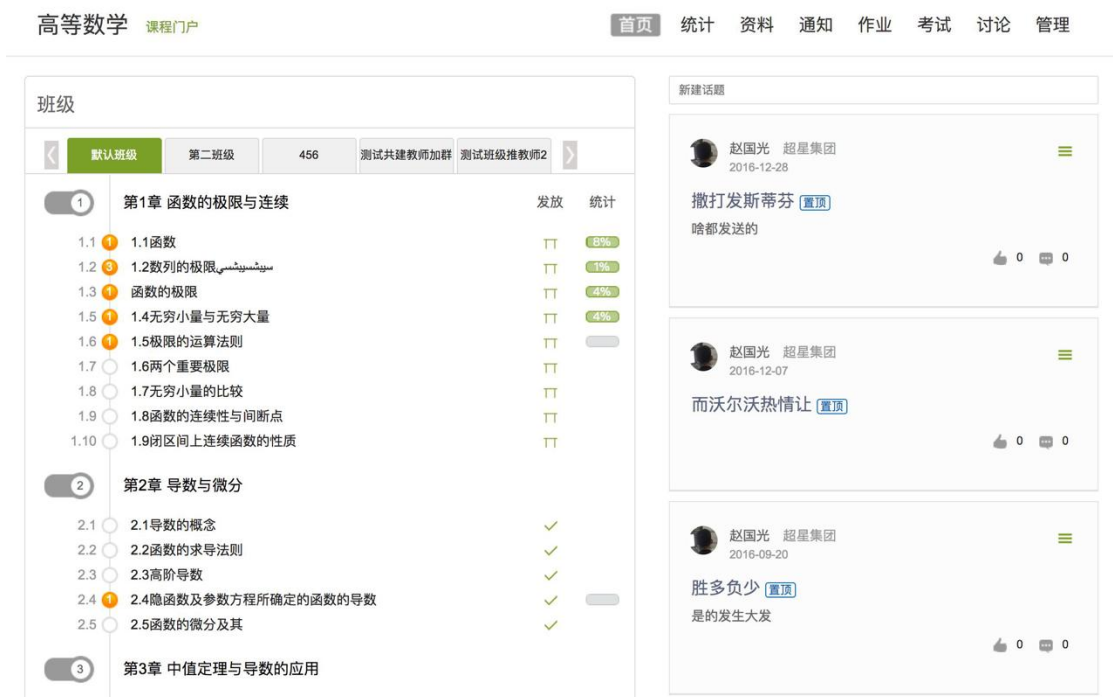 高等数学 课程门户 首页 统计 资料 通知 作业 考试 讨论 管理
班级
默认班级 第二班级 456 测试共建教师加群 测试班级推教师2
1 第1章 函数的极限与连续 发放 统计
1.1 1 1.1函数 8%
1.2 3 1.2数列的极限سيشسيشسي 1%
1.3 1 函数的极限 4%
1.5 1 1.4无穷小量与无穷大量 4%
1.6 1 1.5极限的运算法则
1.7 1.6两个重要极限
1.8 1.7无穷小量的比较
1.9 1.8函数的连续性与间断点
1.10 1.9闭区间上连续函数的性质
2 第2章 导数与微分
2.1 2.1导数的概念
2.2 2.2函数的求导法则
2.3 2.3高阶导数
2.4 1 2.4隐函数及参数方程所确定的函数的导数
2.5 2.5函数的微分及其
3 第3章 中值定理与导数的应用
新建话题
赵国光 超星集团
2016-12-28
撒打发斯蒂芬 置顶
啥都发送的
0 0
赵国光 超星集团
2016-12-07
而沃尔沃热情让 置顶
0 0
赵国光 超星集团
2016-09-20
胜多负少 置顶
是的发生大发
0 0